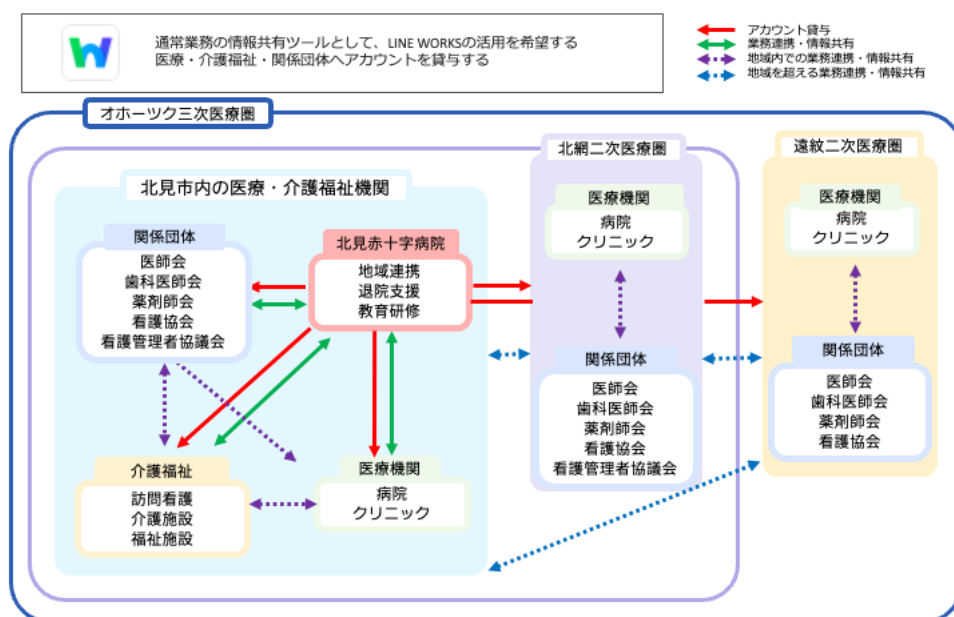 通常業務の情報共有ツールとして、LINE WORKSの活用を希望する
医療・介護福祉・関係団体へアカウントを貸与する
アカウント貸与
業務連携・情報共有
地域内での業務連携・情報共有
地域を超える業務連携・情報共有
オホーツク三次医療圏
北見市内の医療・介護福祉機関
関係団体
医師会
歯科医師会
薬剤師会
看護協会
看護管理者協議会
北見赤十字病院
地域連携
退院支援
教育研修
介護福祉
訪問看護
介護施設
福祉施設
医療機関
病院
クリニック
北網二次医療圏
医療機関
病院
クリニック
関係団体
医師会
歯科医師会
薬剤師会
看護協会
看護管理者協議会
遠紋二次医療圏
医療機関
病院
クリニック
関係団体
医師会
歯科医師会
薬剤師会
看護協会